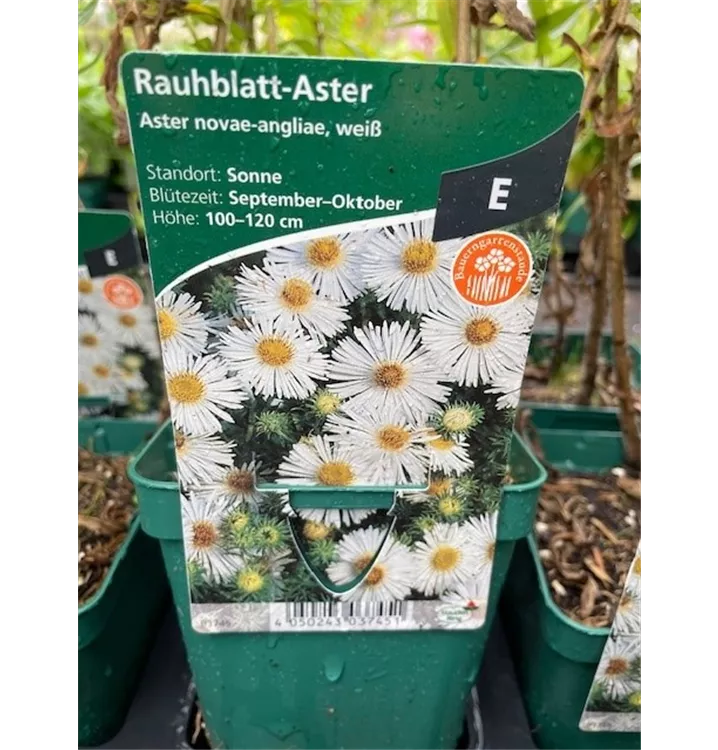 Rauhblatt-Aster
Aster novae-angliae, weiß
Standort: Sonne
Blütezeit: September–Oktober
Höhe: 100–120 cm
E
Bauerngartenstaude
E
4 050243 037451